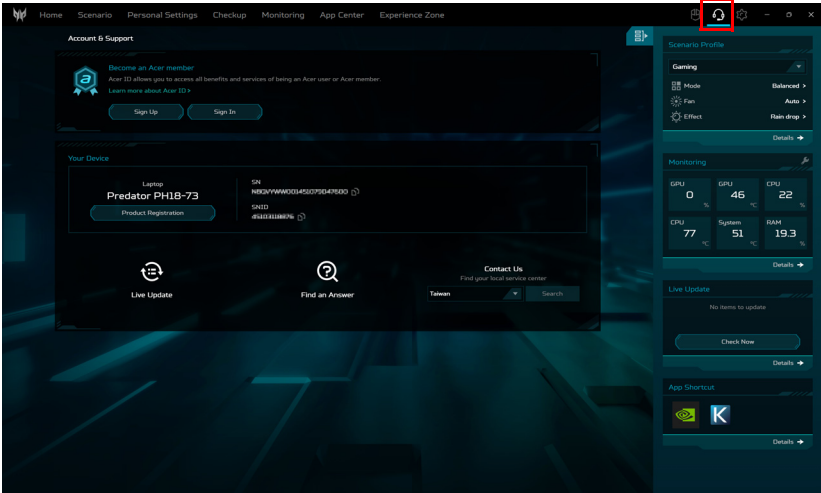 Home Scenario Personal Settings Checkup Monitoring App Center Experience Zone
Account & Support
Become an Acer member
Acer ID allows you to access all benefits and services of being an Acer user or Acer member.
Learn more about Acer ID >
Sign Up Sign In
Your Device
Laptop
Predator PH18-73
Product Registration
SN
SNID
Live Update
Find an Answer
Contact Us
Find your local service center
Taiwan Search
Scenario Profile
Gaming
Mode Balanced >
Fan Auto >
Effect Rain drop >
Details →
Monitoring
GPU 0 %
GPU 46 °C
CPU 22 %
CPU 77 °C
System 51 °C
RAM 19.3 %
Details →
Live Update
No items to update
Check Now
Details →
App Shortcut
K
Details →